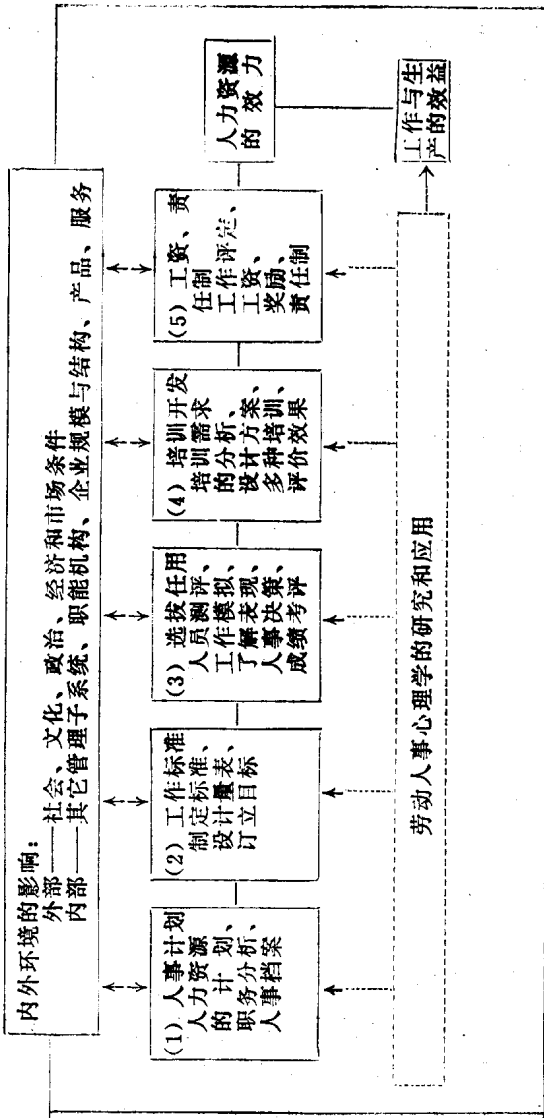 内外环境的影响：
外部——社会、文化、政治、经济和市场条件
内部——其它管理子系统、职能机构、企业规模与结构、产品、服务
(1) 人事计划
人力资源
的计划、
职务分析、
人事档案
(2) 工作标准
制定标准、
设计量表、
订立目标
(3) 选拔任用
人员测评、
工作模拟、
了解表现、
人事决策、
成绩考评
(4) 培训开发
培训需求
的分析、
设计方案、
多种培训、
评价效果
(5) 工资、责
任制
工作评定、
工资、
奖励、
责任制
人力资源
的效力
劳动人事心理学的研究和应用
工作与生
产的效益